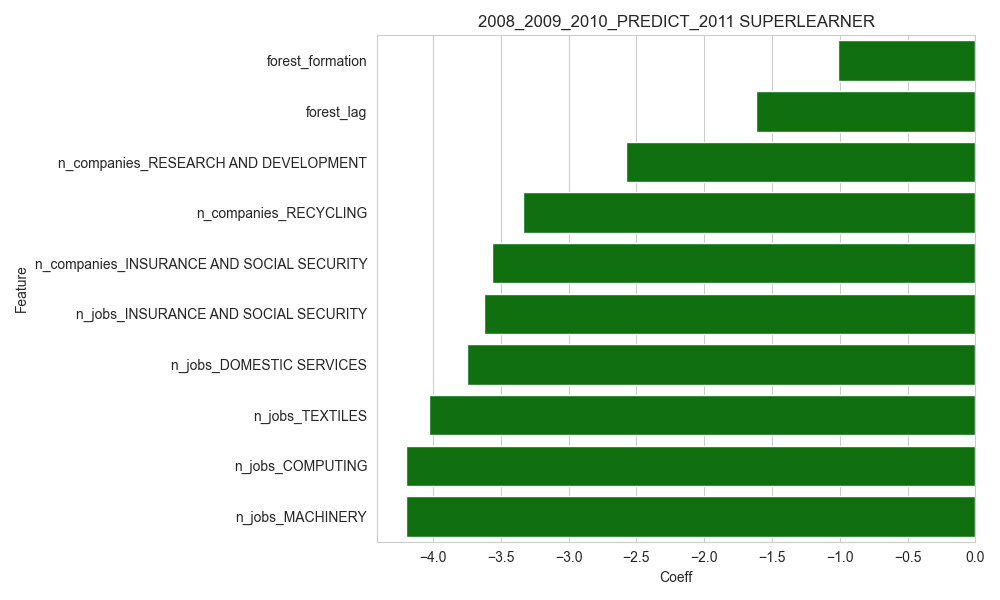 2008_2009_2010_PREDICT_2011 SUPERLEARNER
forest_formation
forest_lag
n_companies_RESEARCH AND DEVELOPMENT
n_companies_RECYCLING
n_companies_INSURANCE AND SOCIAL SECURITY
n_jobs_INSURANCE AND SOCIAL SECURITY
n_jobs_DOMESTIC SERVICES
n_jobs_TEXTILES
n_jobs_COMPUTING
n_jobs_MACHINERY
Feature
−4.0 −3.5 −3.0 −2.5 −2.0 −1.5 −1.0 −0.5 0.0
Coeff